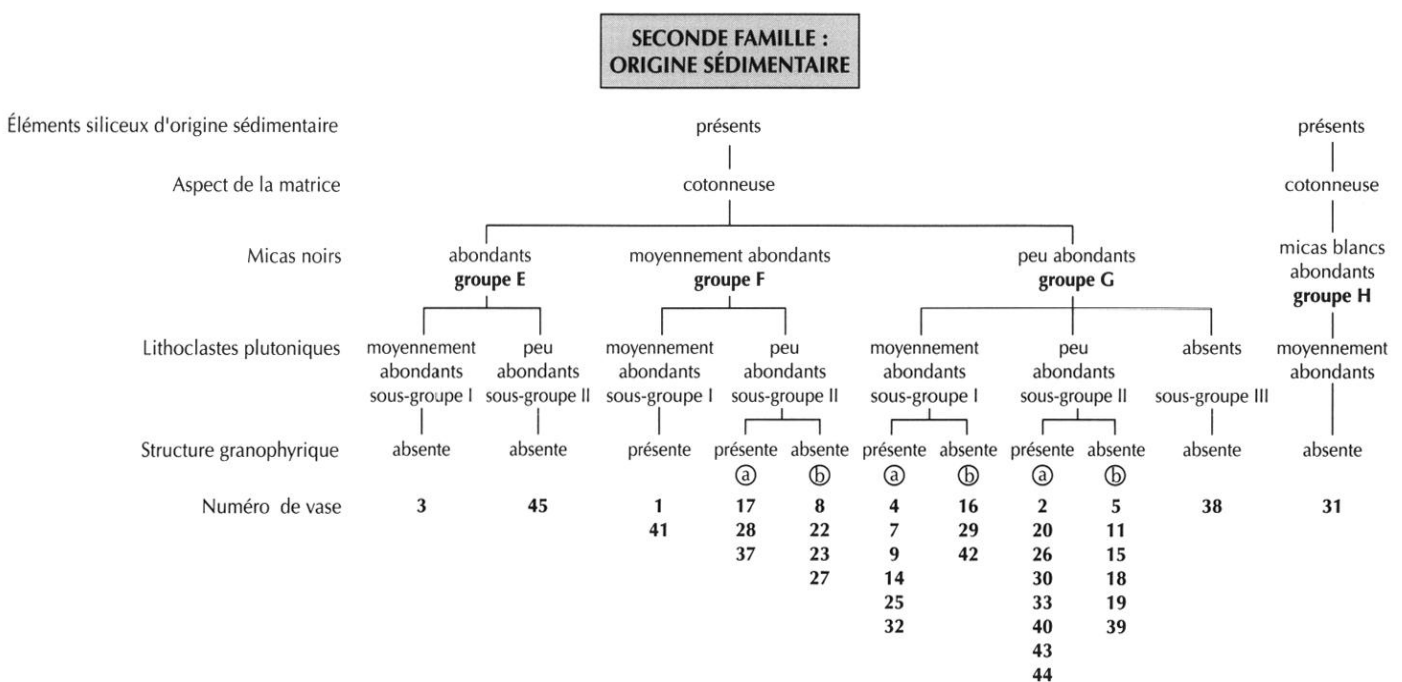 SECONDE FAMILLE :
ORIGINE SÉDIMENTAIRE
Éléments siliceux d'origine sédimentaire présents présents
Aspect de la matrice cotonneuse cotonneuse
Micas noirs abondants moyennement abondants peu abondants micas blancs
groupe E groupe F groupe G abondants
groupe H
Lithoclastes plutoniques moyennement peu moyennement peu moyennement peu absents moyennement
abondants abondants abondants abondants abondants abondants abondants
sous-groupe I sous-groupe II sous-groupe I sous-groupe II sous-groupe I sous-groupe II sous-groupe III
Structure granophyrique absente absente présente présente absente présente absente présente absente absente absente
ⓐ ⓑ ⓐ ⓑ ⓐ ⓑ
Numéro de vase 3 45 1 17 8 4 16 2 5 38 31
41 28 22 7 29 20 11
37 23 9 42 26 15
27 14 30 18
25 33 19
32 40 39
43
44